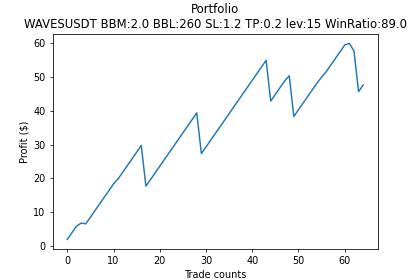 Portfolio
WAVESUSDT BBM:2.0 BBL:260 SL:1.2 TP:0.2 lev:15 WinRatio:89.0
60
50
40
30
20
10
0
Profit ($)
0 10 20 30 40 50 60
Trade counts